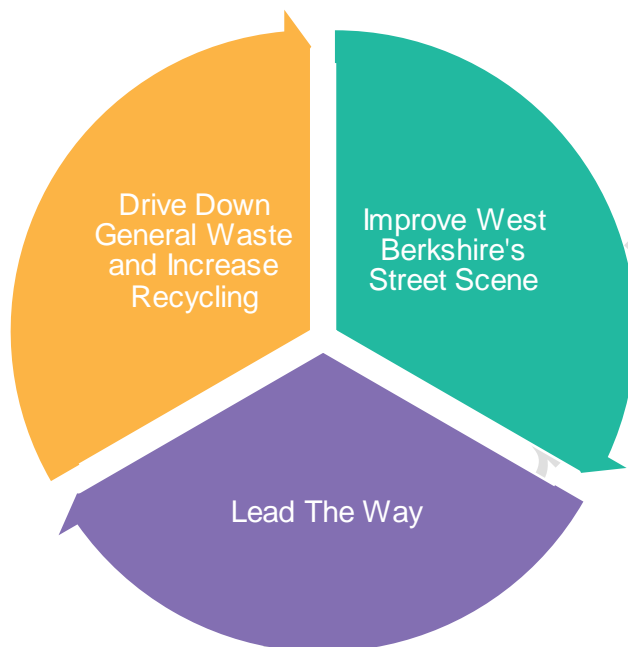 Drive Down
General Waste
and Increase
Recycling
Improve West
Berkshire's
Street Scene
Lead The Way